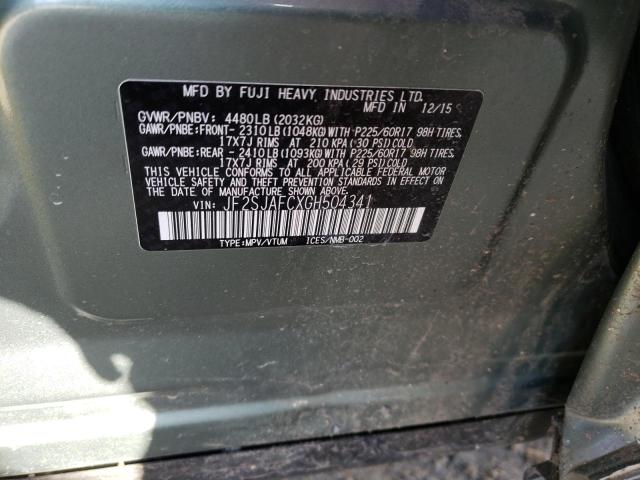 MFD BY FUJI HEAVY INDUSTRIES LTD.
MFD IN 12/15
GVWR/PNBV: 4480LB (2032KG)
GAWR/PNBE:FRONT- 2310LB (1048KG) WITH P225/60R17 98H TIRES,
17X7J RIMS AT 210 KPA (30 PSI) COLD
GAWR/PNBE:REAR - 2410LB (1093KG) WITH P225/60R17 98H TIRES,
17X7J RIMS AT 200 KPA (29 PSI) COLD
THIS VEHICLE CONFORMS TO ALL APPLICABLE FEDERAL MOTOR
VEHICLE SAFETY AND BUMPER STANDARDS IN EFFECT ON
THE DATE OF MANUFACTURE SHOWN ABOVE.
VIN: JF2SJAFCXGH504341
TYPE:MPV/VTUM ICES/NMB-002